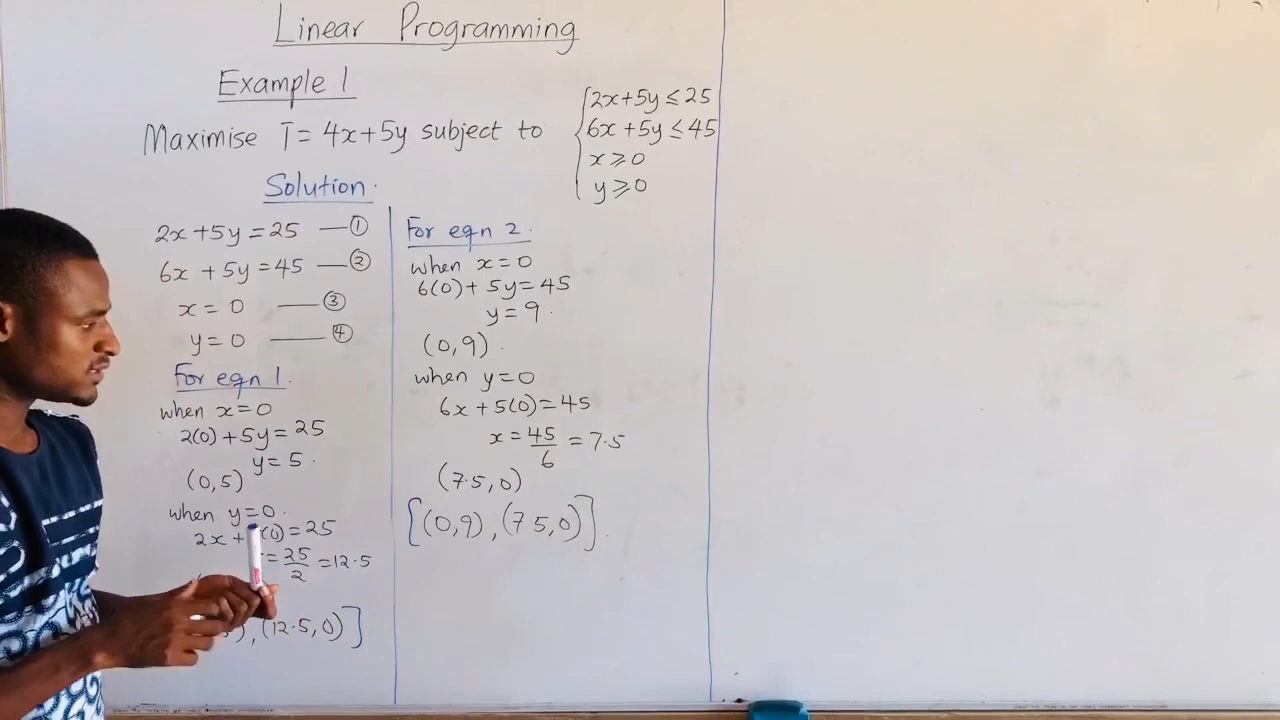 Linear Programming
Example 1
Maximise T = 4x+5y subject to
2x+5y ≤ 25
6x +5y ≤ 45
x ≥ 0
y ≥ 0
Solution.
2x +5y = 25 — ①
6x + 5y = 45 — ②
x = 0 — ③
y = 0 — ④
For eqn 1.
when x=0
2(0) + 5y = 25
y = 5.
(0,5)
when y=0.
2x + (0) = 25
= 25/2 = 12.5
), (12.5,0)]
For eqn 2.
when x = 0
6(0) + 5y = 45
y = 9.
(0,9).
when y=0
6x + 5(0) = 45
x = 45/6 = 7.5
(7.5, 0)
[(0,9), (7.5,0)].